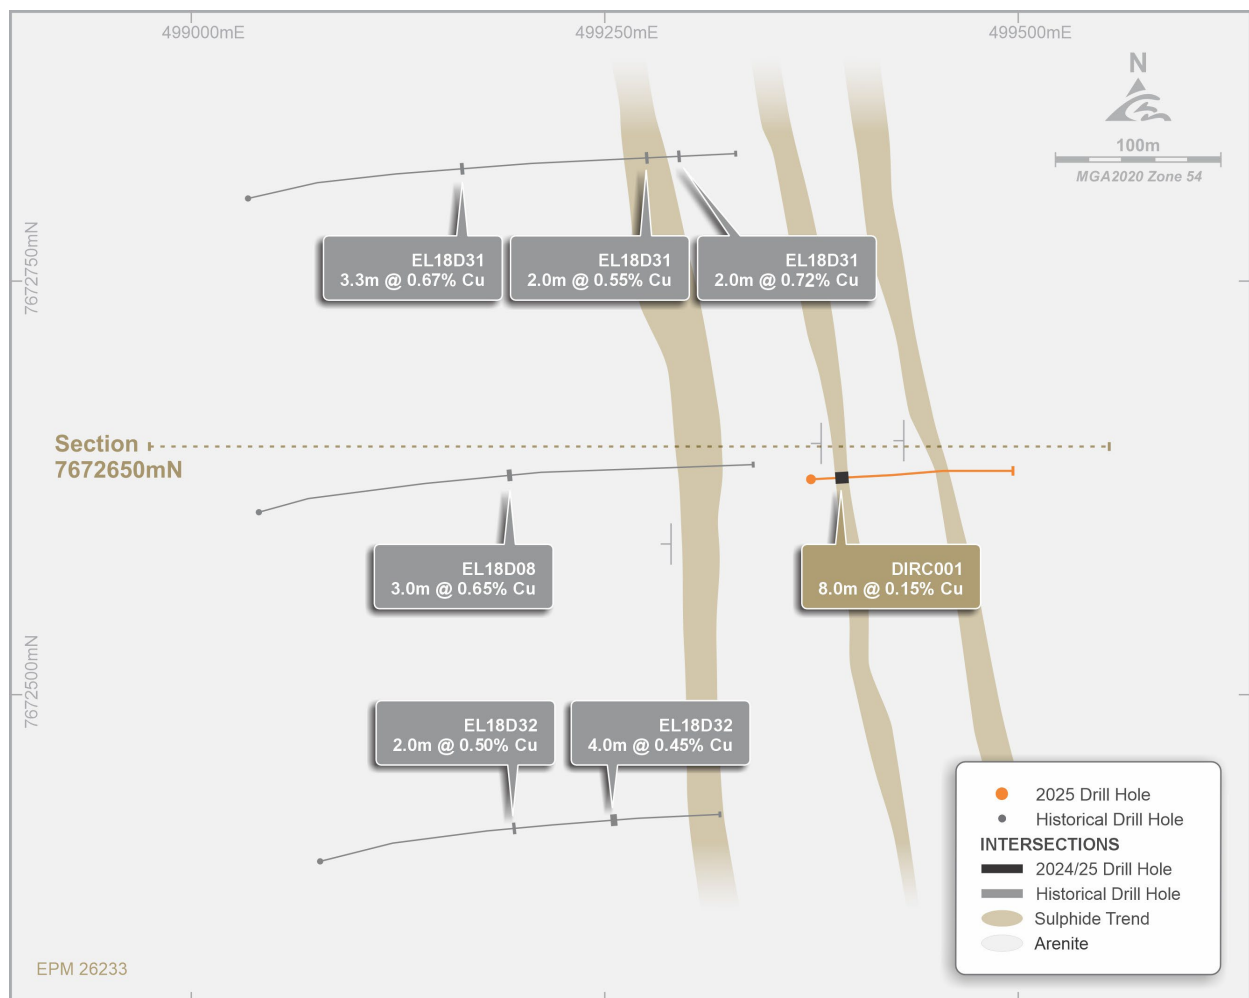 499000mE
499250mE
499500mE
N
100m
MGA2020 Zone 54
7672750mN
EL18D31
3.3m @ 0.67% Cu
EL18D31
2.0m @ 0.55% Cu
EL18D31
2.0m @ 0.72% Cu
Section
7672650mN
EL18D08
3.0m @ 0.65% Cu
DIRC001
8.0m @ 0.15% Cu
7672500mN
EL18D32
2.0m @ 0.50% Cu
EL18D32
4.0m @ 0.45% Cu
2025 Drill Hole
Historical Drill Hole
INTERSECTIONS
2024/25 Drill Hole
Historical Drill Hole
Sulphide Trend
Arenite
EPM 26233